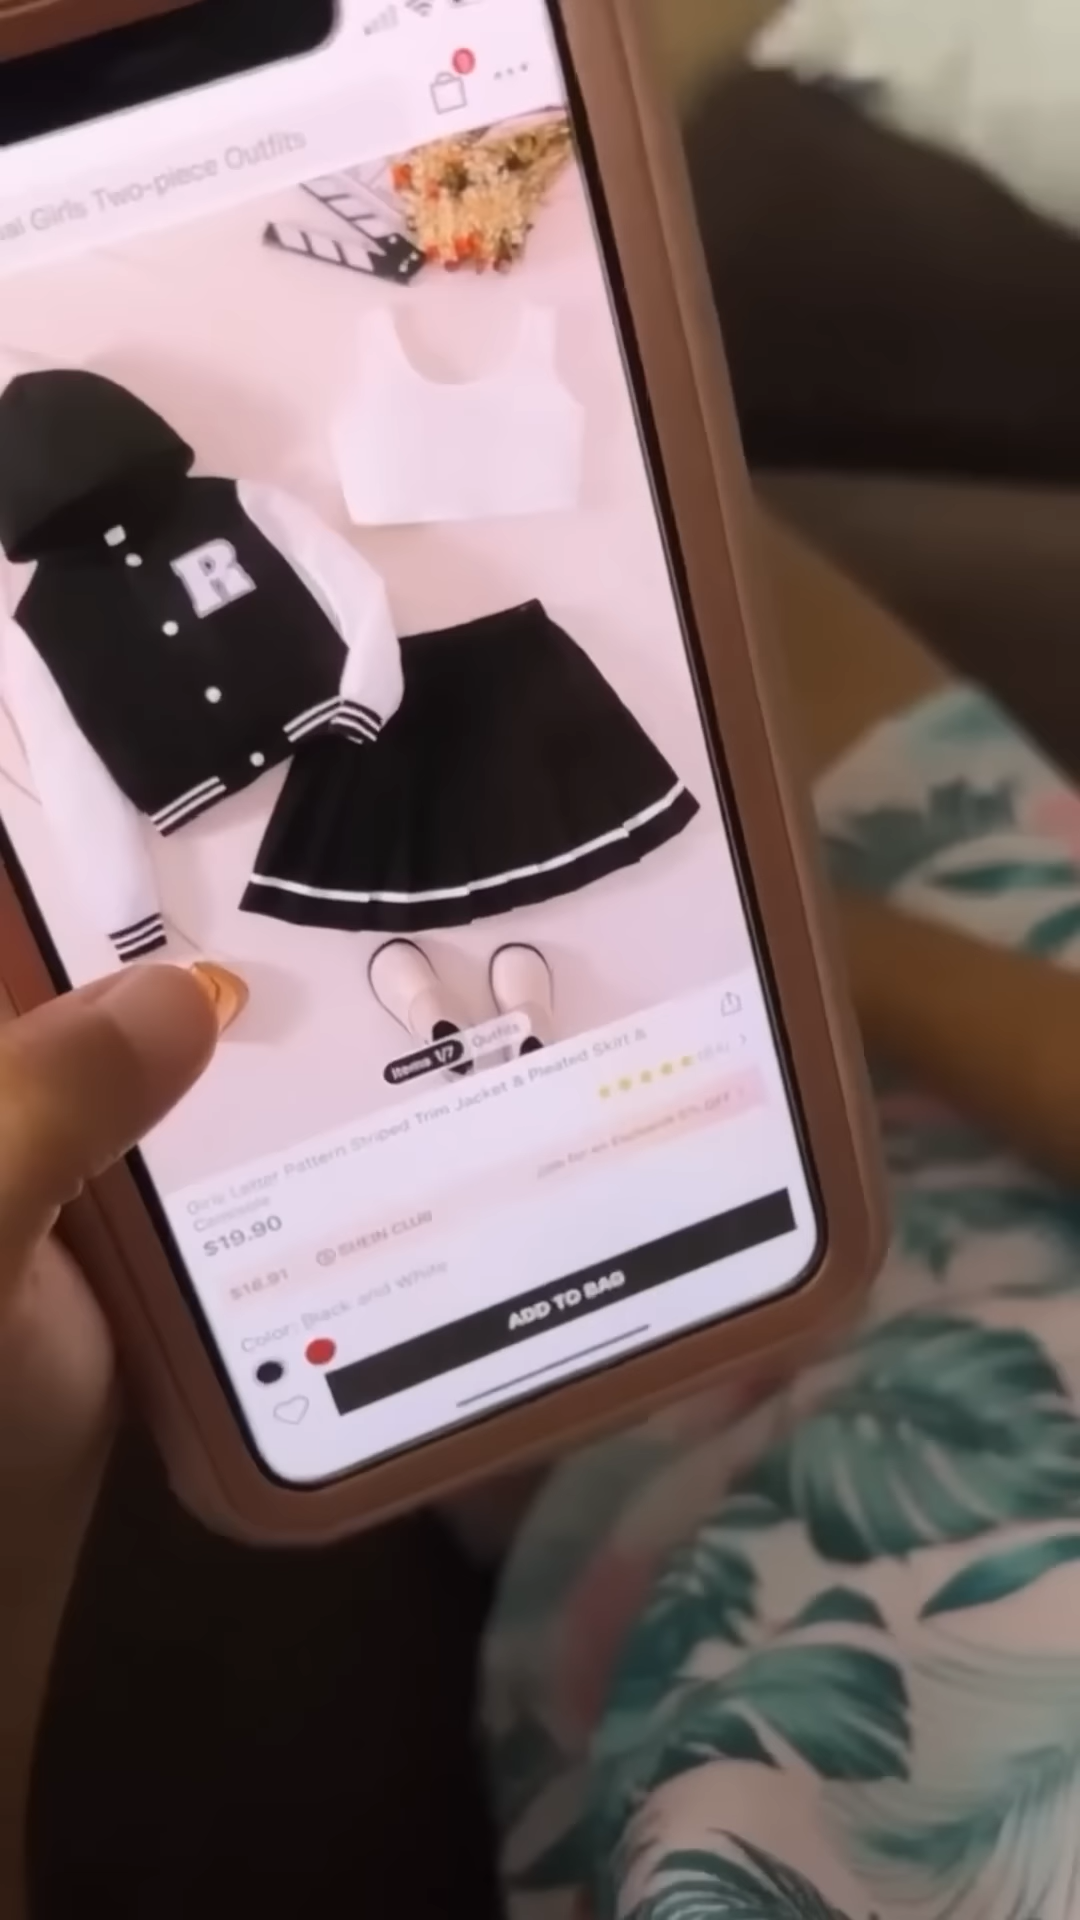 Girls Two-piece Outfits
R
Items 1/7 Outfits
Girls Letter Pattern Striped Trim Jacket & Pleated Skirt &
Camisole
$19.90
$18.91 SHEIN CLUB
Color: Black and White
ADD TO BAG